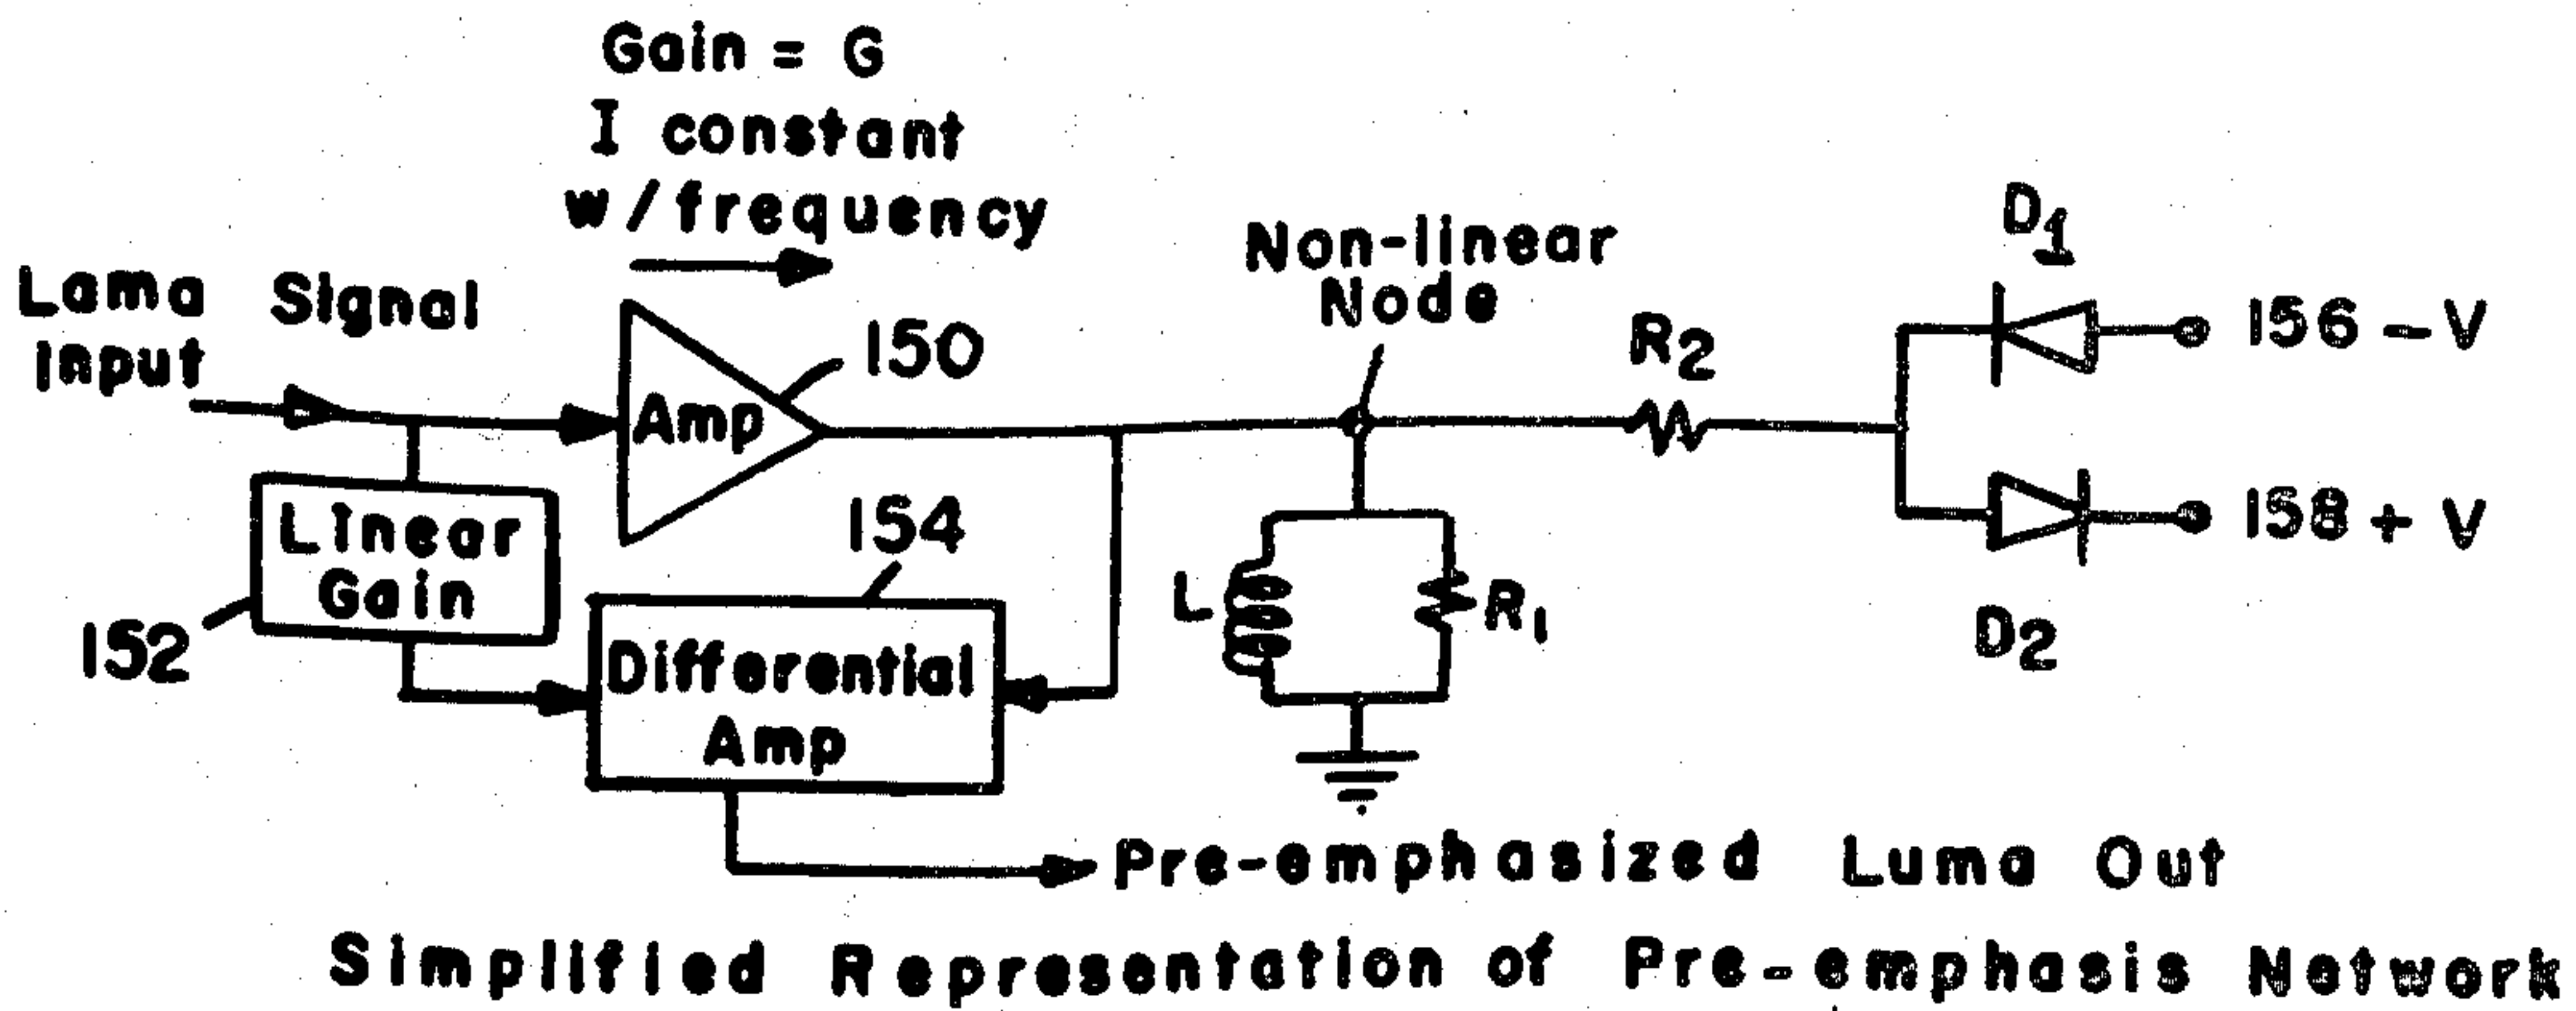 Gain = G
I constant
w/frequency
Lama Signal
Input
150
Amp
Non-linear
Node
R2
D1
156 - V
158 + V
D2
Linear
Gain
152
154
Differential
Amp
L
R1
Pre-emphasized Luma Out
Simplified Representation of Pre-emphasis Network